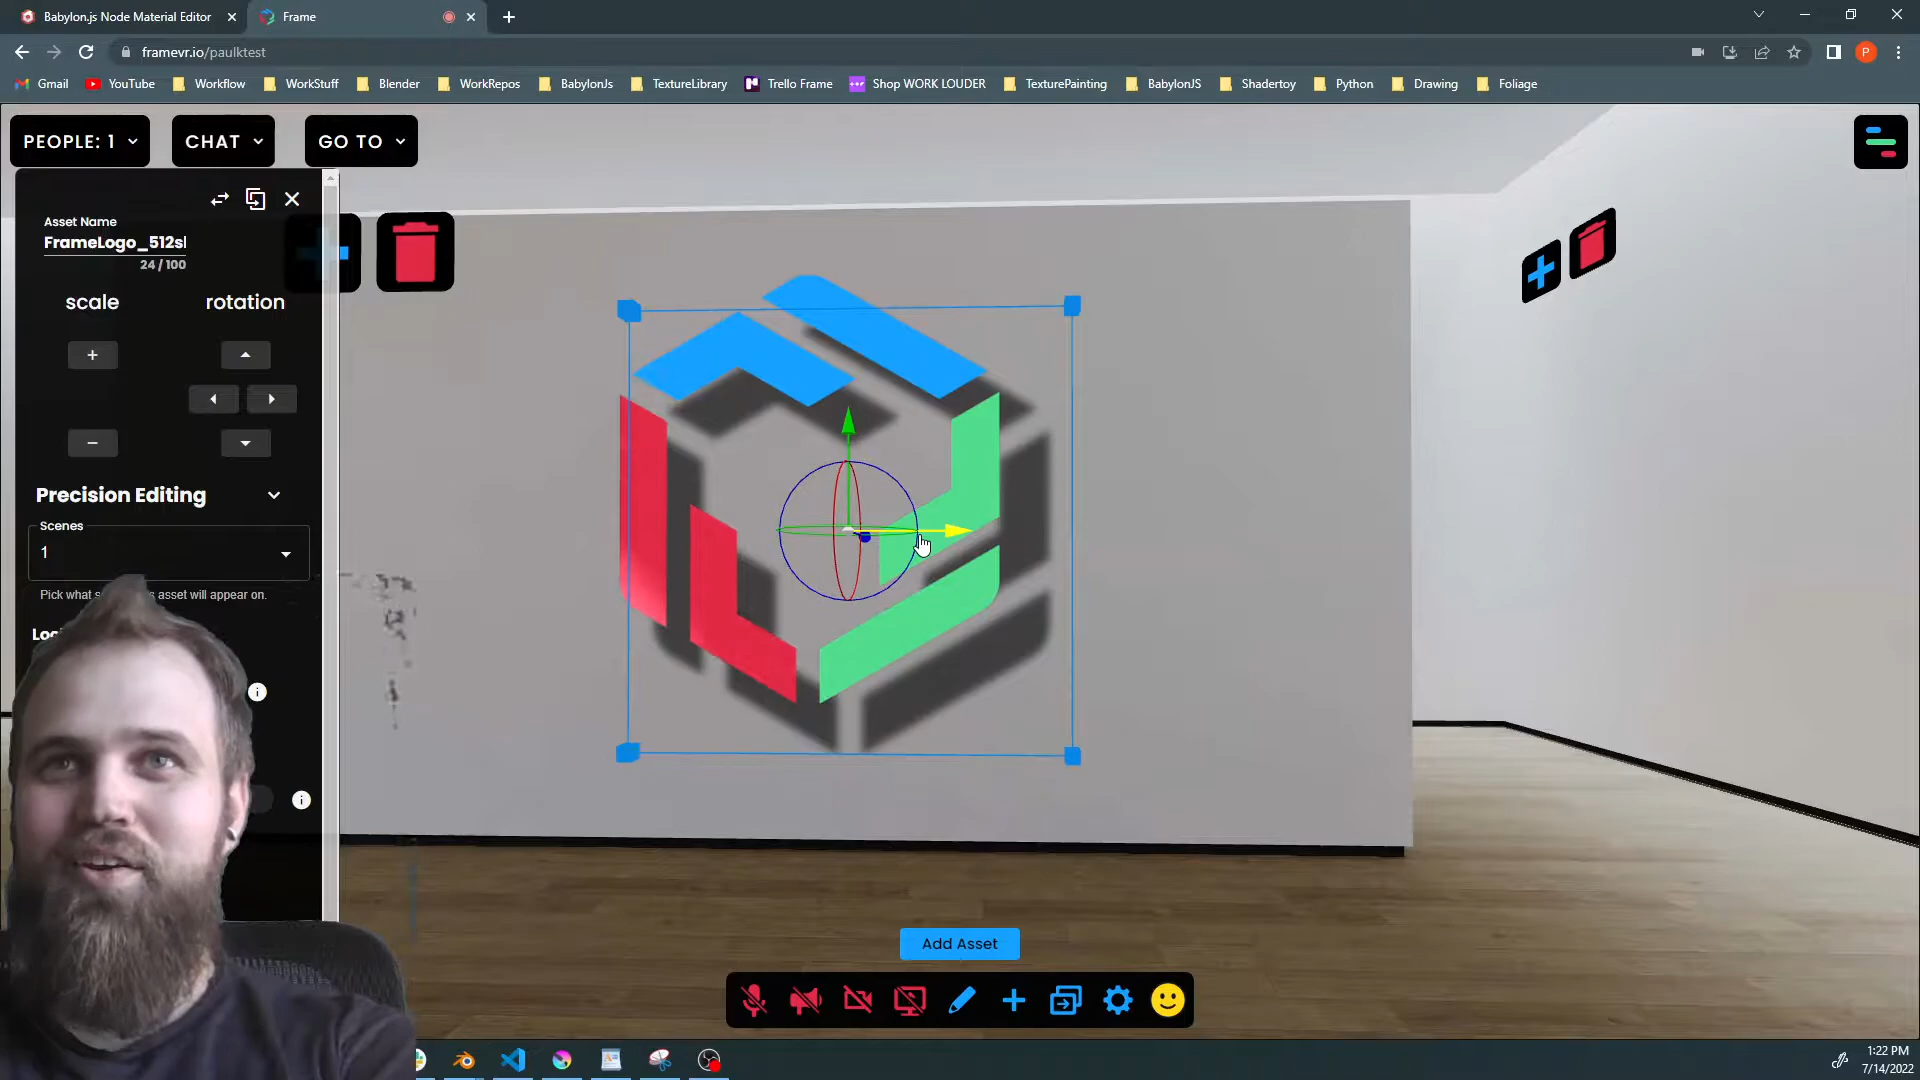 Babylon.js Node Material Editor
Frame
framevr.io/paulktest
Gmail
YouTube
Workflow
WorkStuff
Blender
WorkRepos
BabylonJs
TextureLibrary
Trello Frame
Shop WORK LOUDER
TexturePainting
BabylonJS
Shadertoy
Python
Drawing
Foliage
P
PEOPLE: 1
CHAT
GO TO
Asset Name
FrameLogo_512s
24 / 100
scale
rotation
Precision Editing
Scenes
1
Pick what s
s asset will appear on.
Add Asset
1:22 PM
7/14/2022